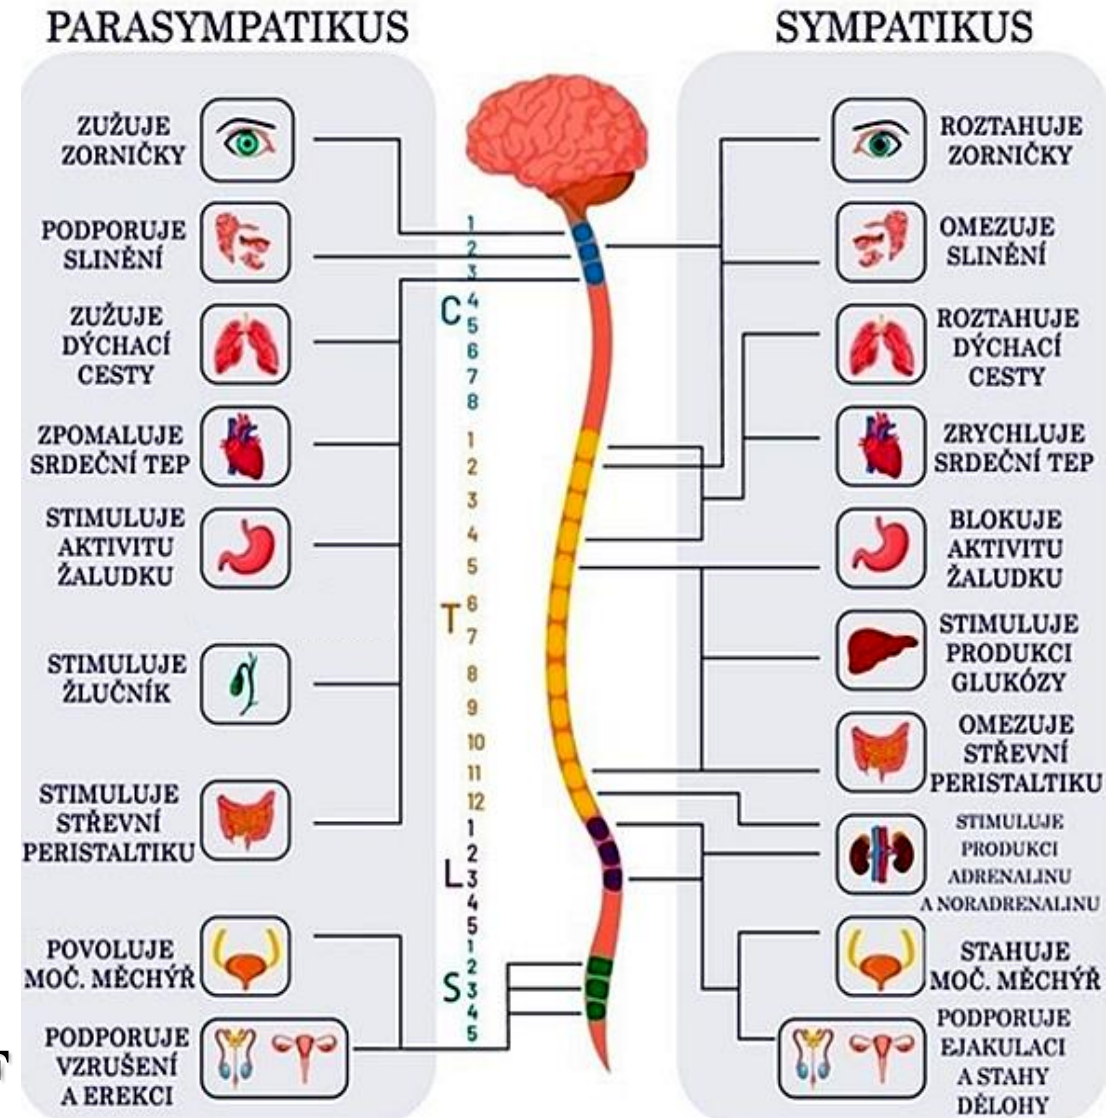 PARASYMPATIKUS
ZUŽUJE
ZORNIČKY
PODPORUJE
SLINĚNÍ
ZUŽUJE
DÝCHACÍ
CESTY
ZPOMALUJE
SRDEČNÍ TEP
STIMULUJE
AKTIVITU
ŽALUDKU
STIMULUJE
ŽLUČNÍK
STIMULUJE
STŘEVNÍ
PERISTALTIKU
POVOLUJE
MOČ. MĚCHÝŘ
PODPORUJE
VZRUŠENÍ
A EREKCI
C
1
2
3
4
5
6
7
8
T
1
2
3
4
5
6
7
8
9
10
11
12
L
1
2
3
4
5
S
1
2
3
4
5
SYMPATIKUS
ROZTAHUJE
ZORNIČKY
OMEZUJE
SLINĚNÍ
ROZTAHUJE
DÝCHACÍ
CESTY
ZRYCHLUJE
SRDEČNÍ TEP
BLOKUJE
AKTIVITU
ŽALUDKU
STIMULUJE
PRODUKCI
GLUKÓZY
OMEZUJE
STŘEVNÍ
PERISTALTIKU
STIMULUJE
PRODUKCI
ADRENALINU
A NORADRENALINU
STAHUJE
MOČ. MĚCHÝŘ
PODPORUJE
EJAKULACI
A STAHY
DĚLOHY